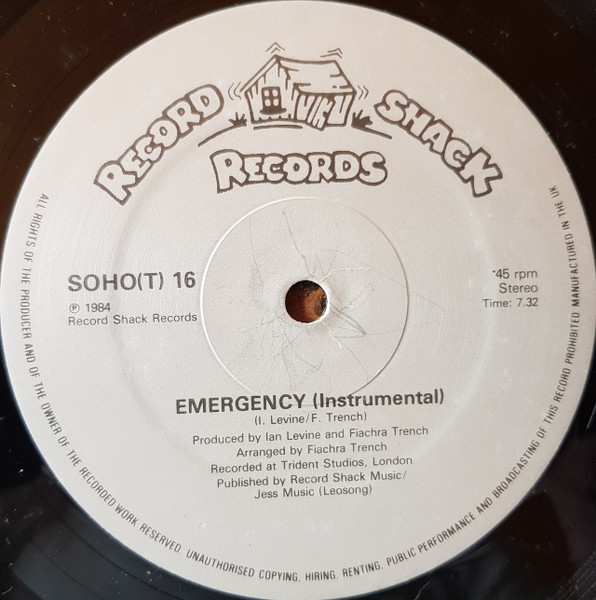 RECORD SHACK
RECORDS
SOHO(T) 16
℗ 1984
Record Shack Records
45 rpm
Stereo
Time: 7.32
EMERGENCY (Instrumental)
(I. Levine/F. Trench)
Produced by Ian Levine and Fiachra Trench
Arranged by Fiachra Trench
Recorded at Trident Studios, London
Published by Record Shack Music/
Jess Music (Leosong)
ALL RIGHTS OF THE PRODUCER AND OF THE OWNER OF THE RECORDED WORK RESERVED. UNAUTHORISED COPYING, HIRING, RENTING, PUBLIC PERFORMANCE AND BROADCASTING OF THIS RECORD PROHIBITED MANUFACTURED IN THE UK